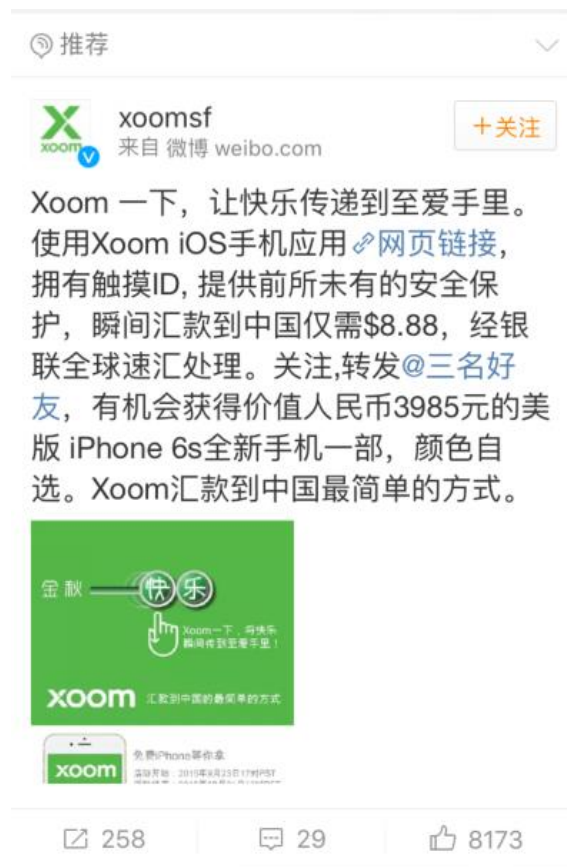 推荐
xoom
xoomsf
来自 微博 weibo.com
+关注
Xoom 一下，让快乐传递到至爱手里。
使用Xoom iOS手机应用 网页链接，
拥有触摸ID, 提供前所未有的安全保
护，瞬间汇款到中国仅需$8.88，经银
联全球速汇处理。关注,转发@三名好
友，有机会获得价值人民币3985元的美
版 iPhone 6s全新手机一部，颜色自
选。Xoom汇款到中国最简单的方式。
金秋 快乐
Xoom一下，将快乐
瞬间传到至爱手里！
xoom 汇款到中国的最简单的方式
免费iPhone等你拿
xoom
258
29
8173